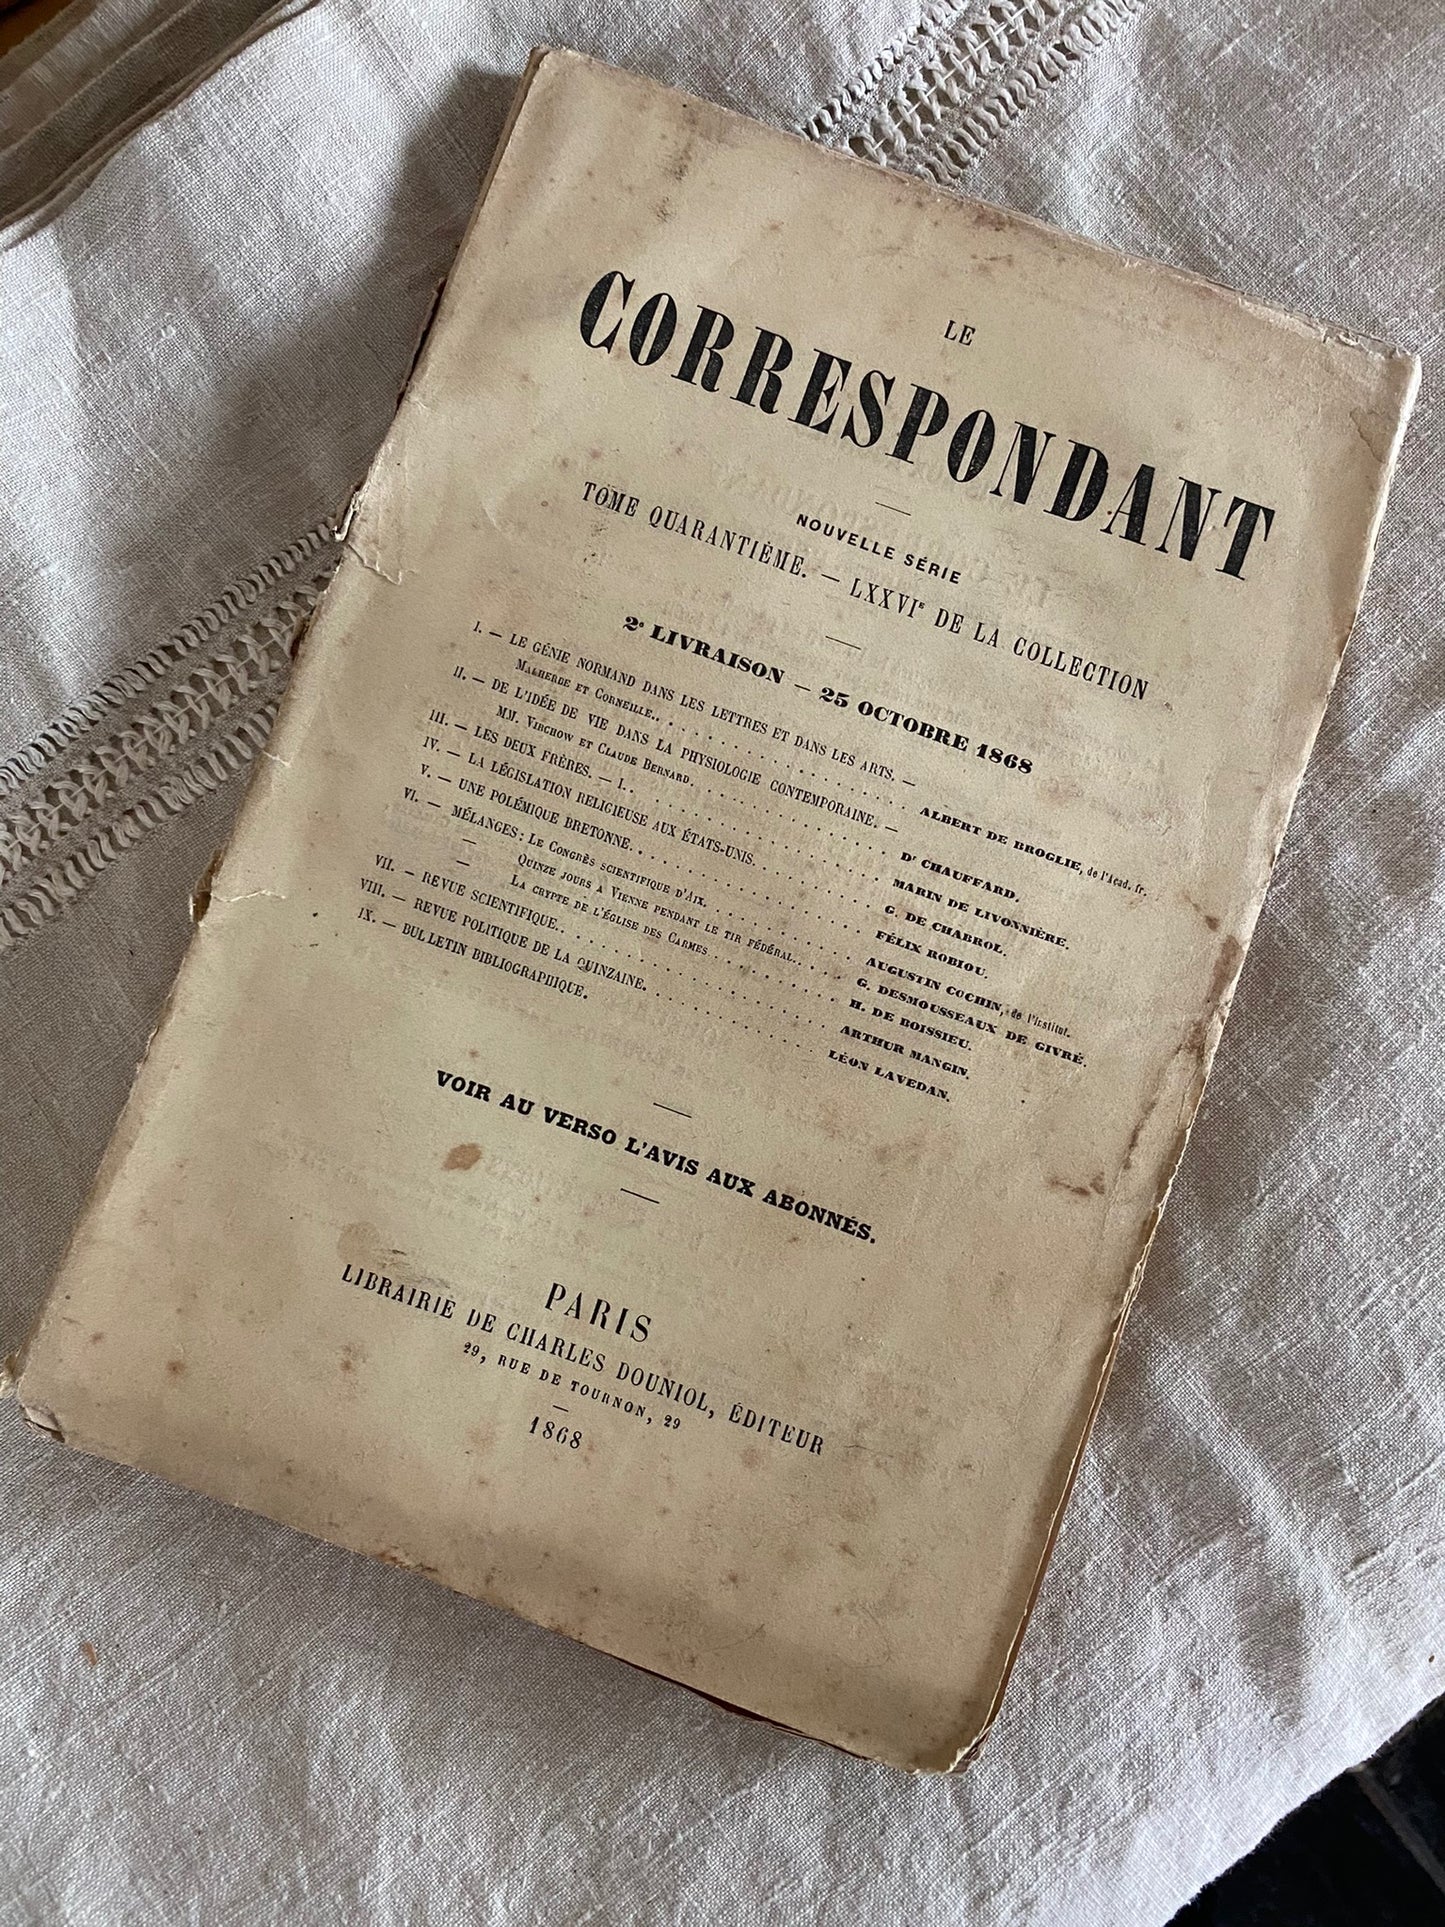 LE
CORRESPONDANT
NOUVELLE SÉRIE
TOME QUARANTIÈME. — LXXVIᵉ DE LA COLLECTION
2ᵉ LIVRAISON — 25 OCTOBRE 1868
I. — LE GÉNIE NORMAND DANS LES LETTRES ET DANS LES ARTS. —
MALHERBE ET CORNEILLE. . . . . . . . . . . . . . . . . . . ALBERT DE BROGLIE, de l'Acad. fr.
II. — DE L'IDÉE DE VIE DANS LA PHYSIOLOGIE CONTEMPORAINE. —
MM. VIRCHOW ET CLAUDE BERNARD. . . . . . . . . . . . . . Dʳ CHAUFFARD.
III. — LES DEUX FRÈRES. — I. . . . . . . . . . . . . . . . . MARIN DE LIVONNIÈRE.
IV. — LA LÉGISLATION RELIGIEUSE AUX ÉTATS-UNIS. . . . . . . . G. DE CHABROL.
V. — UNE POLÉMIQUE BRETONNE. . . . . . . . . . . . . . . FÉLIX ROBIOU.
VI. — MÉLANGES : LE CONGRÈS SCIENTIFIQUE D'AIX. . . . . . . . AUGUSTIN COCHIN, de l'Institut.
— QUINZE JOURS A VIENNE PENDANT LE TIR FÉDÉRAL. . . . . G. DESMOUSSEAUX DE GIVRÉ.
— LA CRYPTE DE L'ÉGLISE DES CARMES . . . . . . . . H. DE BOISSIEU.
VII. — REVUE SCIENTIFIQUE. . . . . . . . . . . . . . . . . ARTHUR MANGIN.
VIII. — REVUE POLITIQUE DE LA QUINZAINE. . . . . . . . . . . LÉON LAVEDAN.
IX. — BULLETIN BIBLIOGRAPHIQUE.
VOIR AU VERSO L'AVIS AUX ABONNÉS.
PARIS
LIBRAIRIE DE CHARLES DOUNIOL, ÉDITEUR
29, RUE DE TOURNON, 29
1868